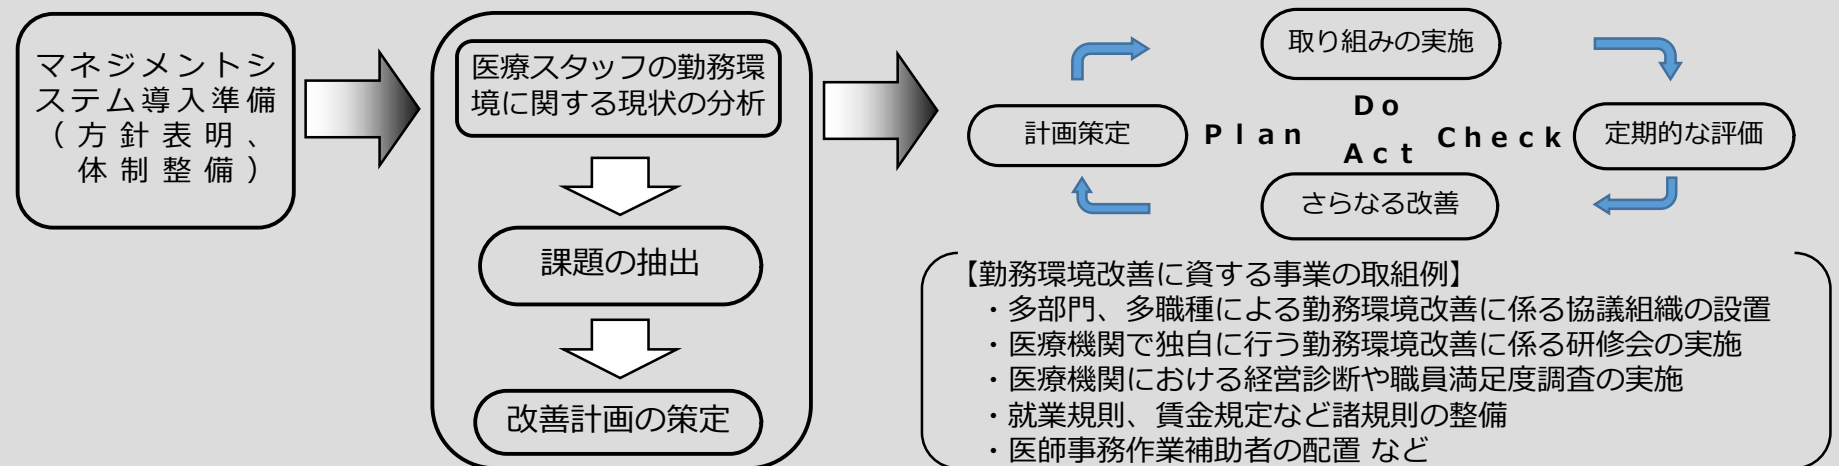 マネジメントシ
ステム導入準備
（方針表明、
体制整備）
医療スタッフの勤務環
境に関する現状の分析
課題の抽出
改善計画の策定
取り組みの実施
Do
計画策定
Plan
Check
定期的な評価
Act
さらなる改善
【勤務環境改善に資する事業の取組例】
・多部門、多職種による勤務環境改善に係る協議組織の設置
・医療機関で独自に行う勤務環境改善に係る研修会の実施
・医療機関における経営診断や職員満足度調査の実施
・就業規則、賃金規定など諸規則の整備
・医師事務作業補助者の配置 など